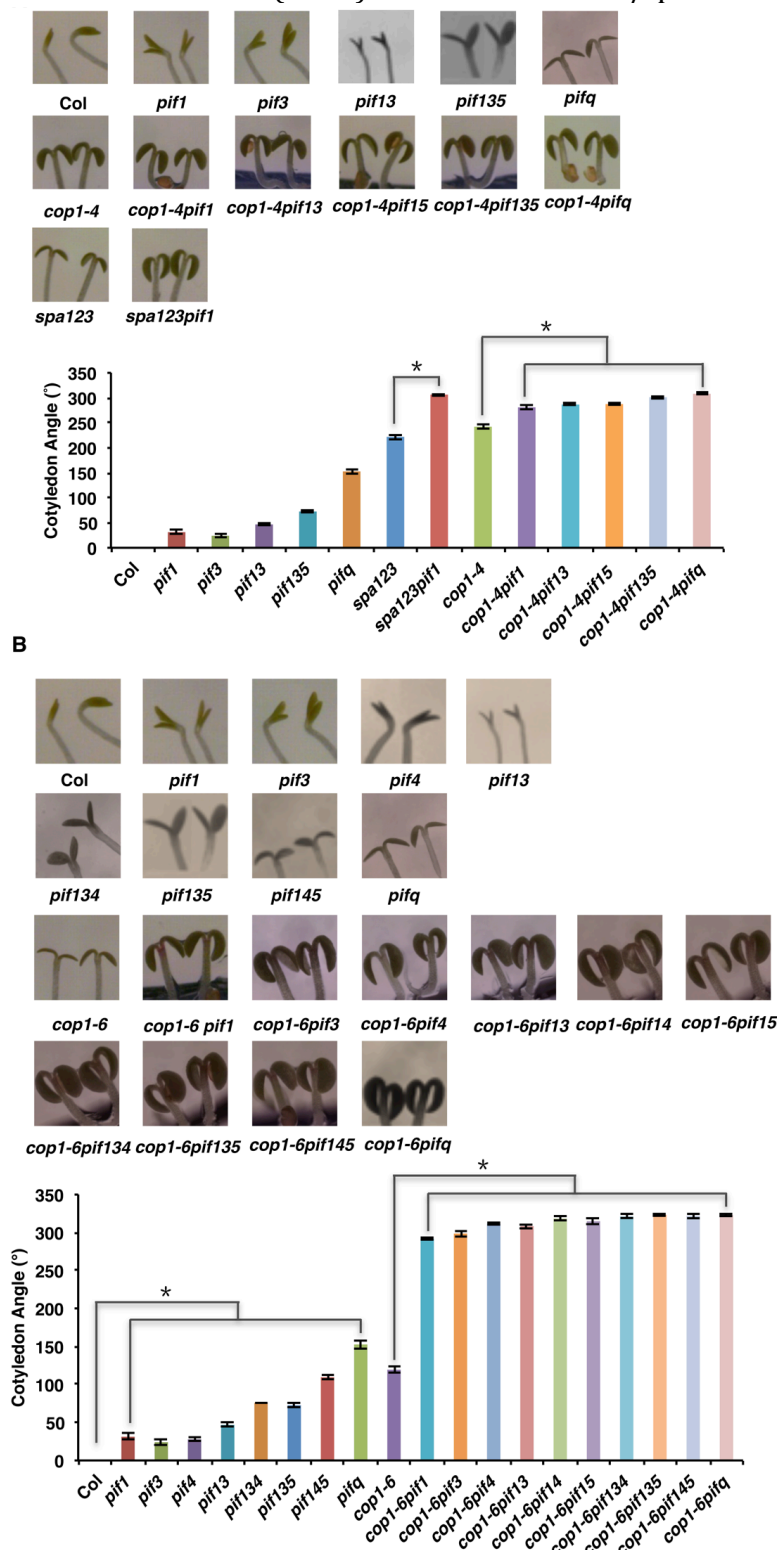 Col pif1 pif3 pif13 pif135 pifq
cop1-4 cop1-4pif1 cop1-4pif13 cop1-4pif15 cop1-4pif135 cop1-4pifq
spa123 spa123pif1
*
*
350
300
250
200
150
100
50
0
Cotyledon Angle (°)
Col pif1 pif3 pif13 pif135 pifq spa123 spa123pif1 cop1-4 cop1-4pif1 cop1-4pif13 cop1-4pif15 cop1-4pif135 cop1-4pifq
B
Col pif1 pif3 pif4 pif13
pif134 pif135 pif145 pifq
cop1-6 cop1-6 pif1 cop1-6pif3 cop1-6pif4 cop1-6pif13 cop1-6pif14 cop1-6pif15
cop1-6pif134 cop1-6pif135 cop1-6pif145 cop1-6pifq
*
*
350
300
250
200
150
100
50
0
Cotyledon Angle (°)
Col pif1 pif3 pif4 pif13 pif134 pif135 pif145 pifq cop1-6 cop1-6pif1 cop1-6pif3 cop1-6pif4 cop1-6pif13 cop1-6pif14 cop1-6pif15 cop1-6pif134 cop1-6pif135 cop1-6pif145 cop1-6pifq